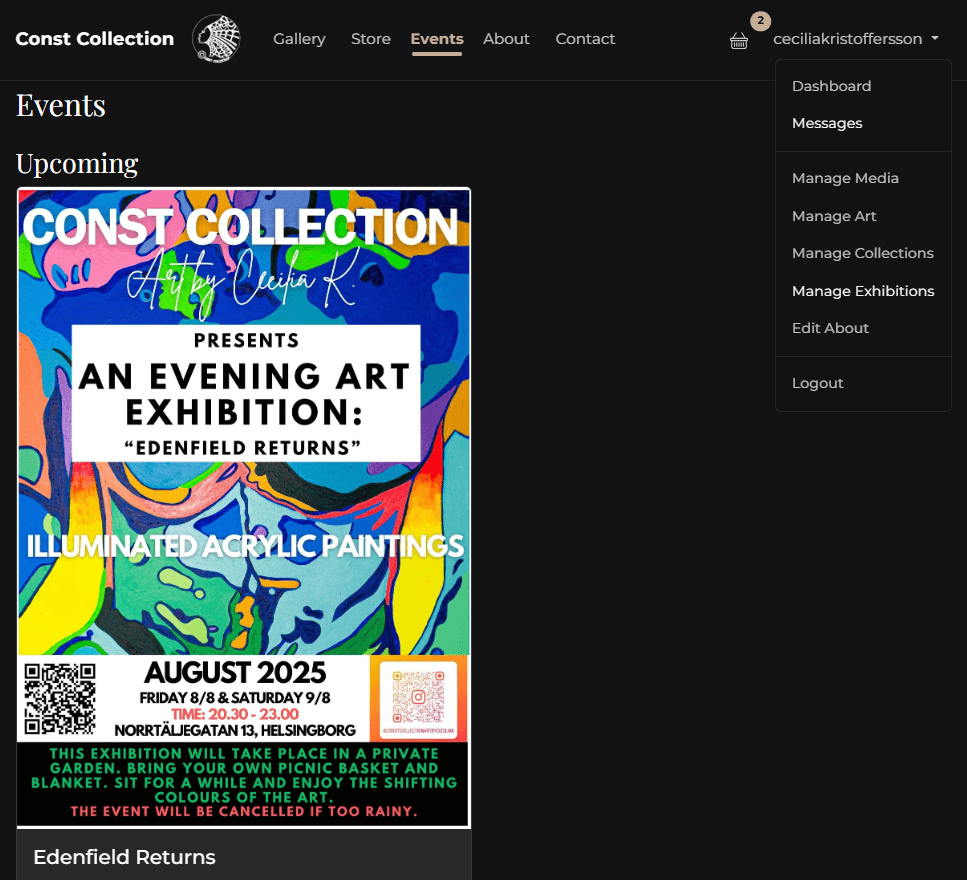 Const Collection
Gallery
Store
Events
About
Contact
2
ceciliakristoffersson
Dashboard
Messages
Manage Media
Manage Art
Manage Collections
Manage Exhibitions
Edit About
Logout
Events
Upcoming
CONST COLLECTION
Art by Cecilia K.
PRESENTS
AN EVENING ART
EXHIBITION:
“EDENFIELD RETURNS”
ILLUMINATED ACRYLIC PAINTINGS
AUGUST 2025
FRIDAY 8/8 & SATURDAY 9/8
TIME: 20.30 - 23.00
NORRTÄLJEGATAN 13, HELSINGBORG
THIS EXHIBITION WILL TAKE PLACE IN A PRIVATE
GARDEN. BRING YOUR OWN PICNIC BASKET AND
BLANKET. SIT FOR A WHILE AND ENJOY THE SHIFTING
COLOURS OF THE ART.
THE EVENT WILL BE CANCELLED IF TOO RAINY.
Edenfield Returns